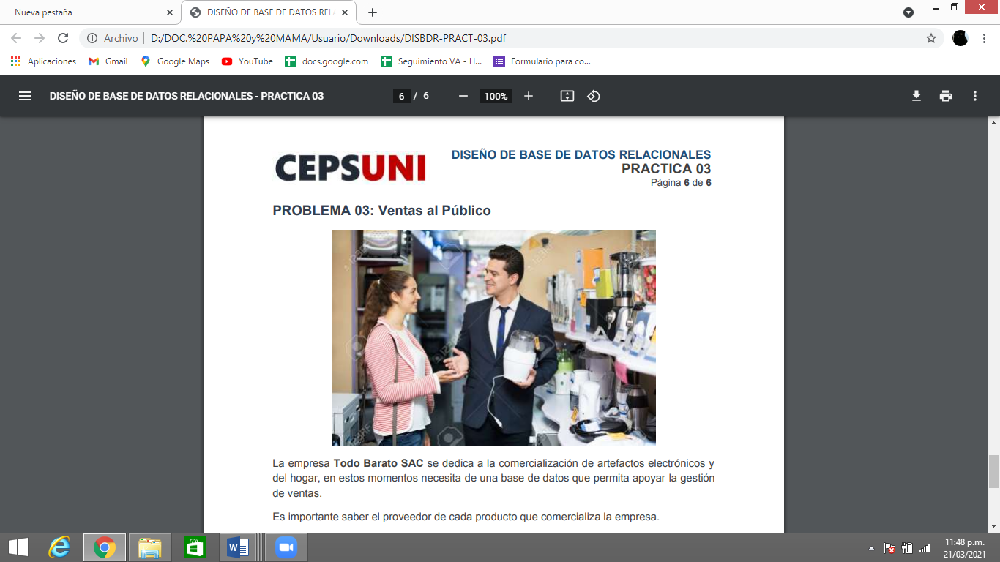 Nueva pestaña
DISEÑO DE BASE DE DATOS REL
Archivo
D:/DOC.%20PAPA%20y%20MAMA/Usuario/Downloads/DISBDR-PRACT-03.pdf
Aplicaciones
Gmail
Google Maps
YouTube
docs.google.com
Seguimiento VA - H...
Formulario para co...
DISEÑO DE BASE DE DATOS RELACIONALES - PRACTICA 03
6 / 6
100%
CEPSUNI
DISEÑO DE BASE DE DATOS RELACIONALES
PRACTICA 03
Página 6 de 6
PROBLEMA 03: Ventas al Público
La empresa Todo Barato SAC se dedica a la comercialización de artefactos electrónicos y
del hogar, en estos momentos necesita de una base de datos que permita apoyar la gestión
de ventas.
Es importante saber el proveedor de cada producto que comercializa la empresa.
11:48 p.m.
21/03/2021